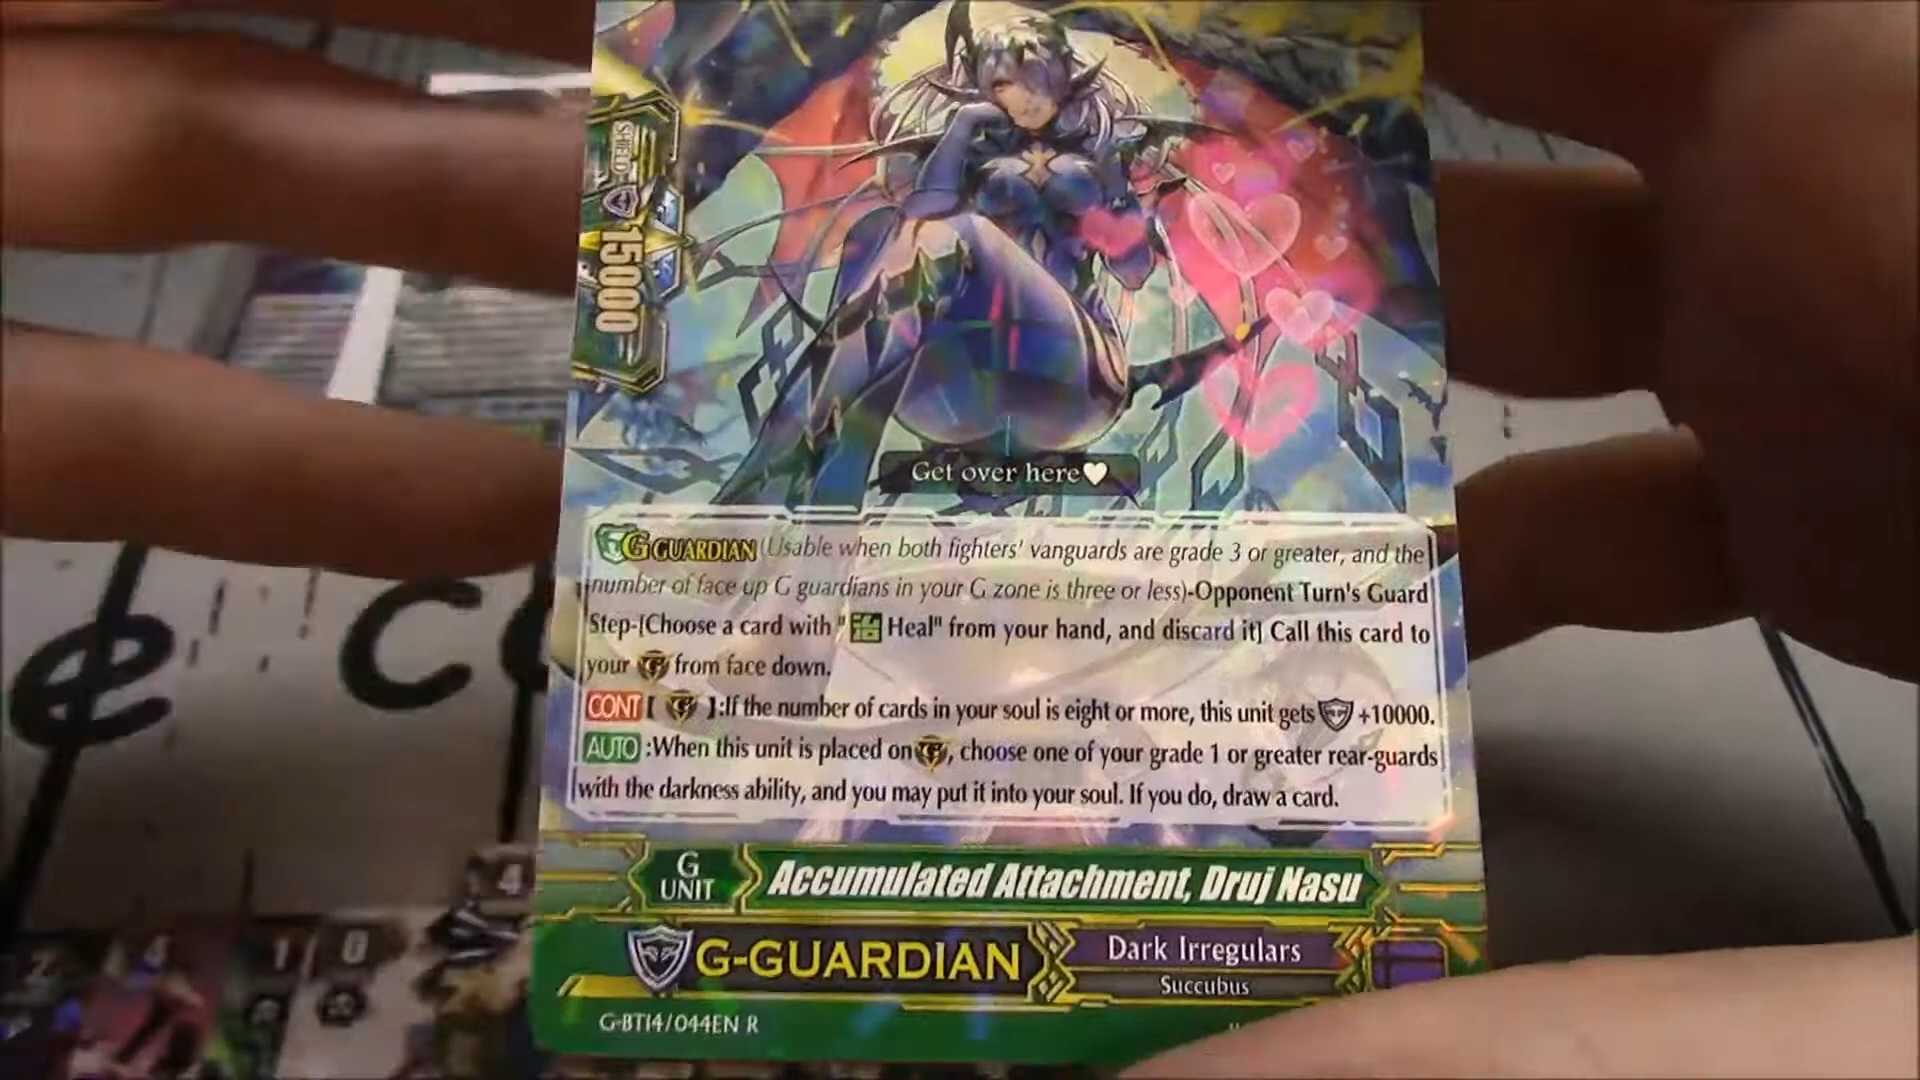 SHIELD
15000
Get over here♥
G GUARDIAN (Usable when both fighters' vanguards are grade 3 or greater, and the
number of face up G guardians in your G zone is three or less)-Opponent Turn's Guard
Step-[Choose a card with " Heal" from your hand, and discard it] Call this card to
your G from face down.
CONT [ G ]:If the number of cards in your soul is eight or more, this unit gets +10000.
AUTO :When this unit is placed on G, choose one of your grade 1 or greater rear-guards
with the darkness ability, and you may put it into your soul. If you do, draw a card.
G UNIT
Accumulated Attachment, Druj Nasu
G-GUARDIAN
Dark Irregulars
Succubus
G-BT14/044EN R
4
2
4
1
0